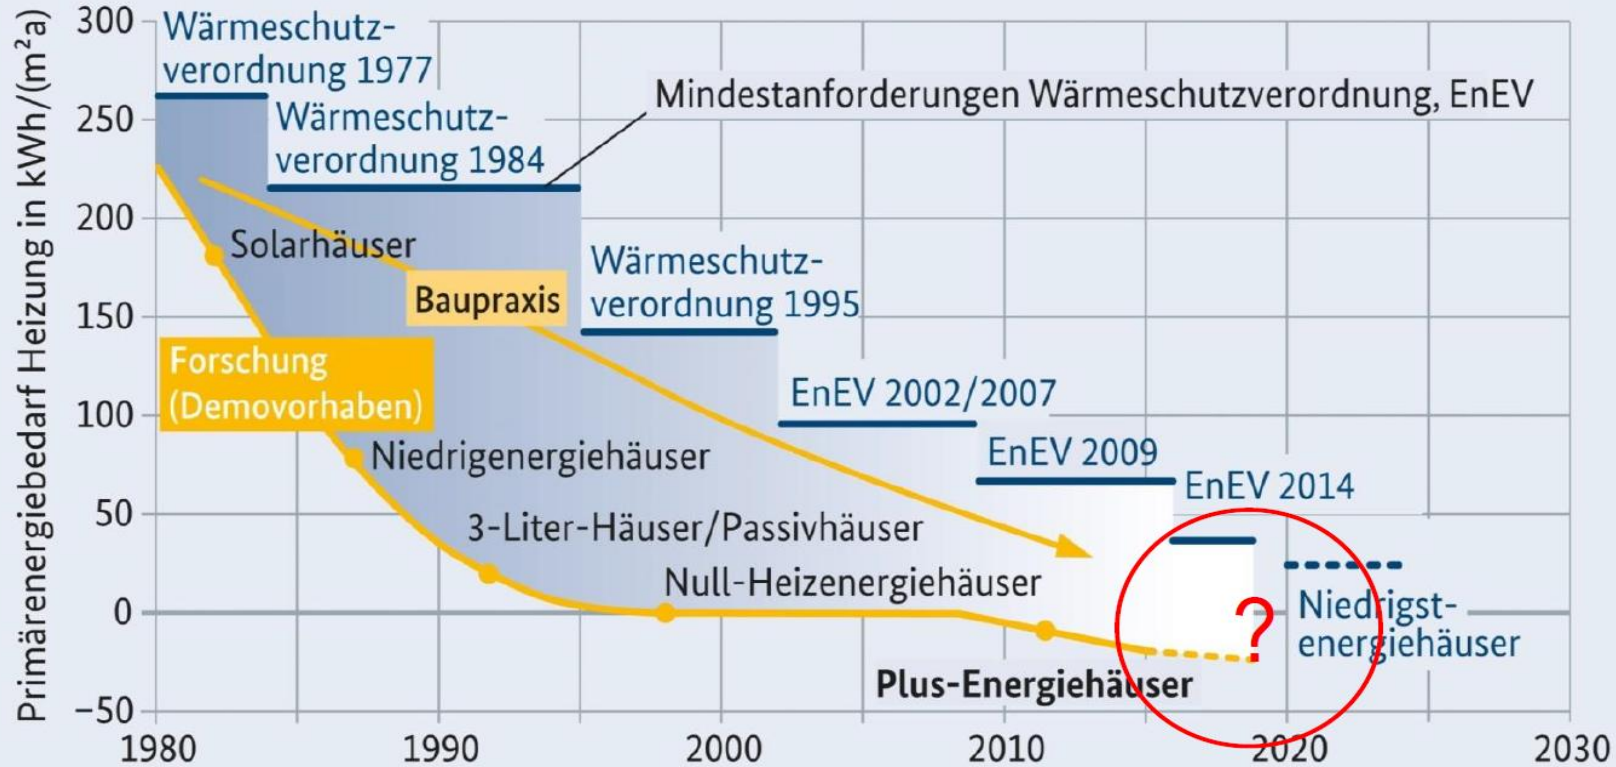 Primärenergiebedarf Heizung in kWh/(m²a)
300
250
200
150
100
50
0
−50
Wärmeschutz-
verordnung 1977
Wärmeschutz-
verordnung 1984
Mindestanforderungen Wärmeschutzverordnung, EnEV
Solarhäuser
Baupraxis
Wärmeschutz-
verordnung 1995
Forschung
(Demovorhaben)
EnEV 2002/2007
Niedrigenergiehäuser
EnEV 2009
EnEV 2014
3-Liter-Häuser/Passivhäuser
Null-Heizenergiehäuser
?
Niedrigst-
energiehäuser
Plus-Energiehäuser
1980
1990
2000
2010
2020
2030